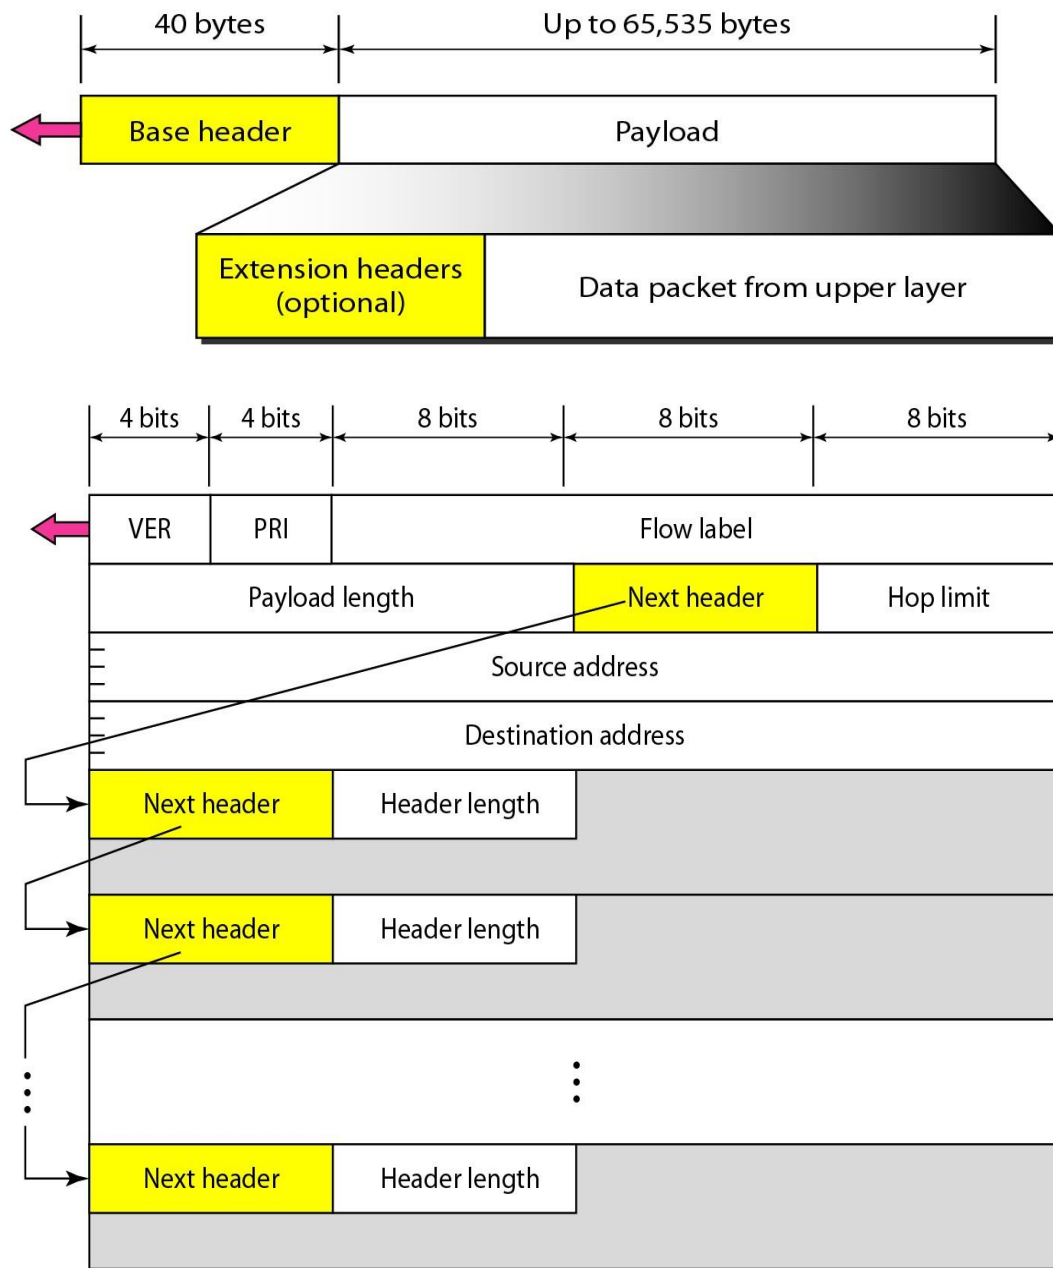 40 bytes
Up to 65,535 bytes
Base header
Payload
Extension headers
(optional)
Data packet from upper layer
4 bits
4 bits
8 bits
8 bits
8 bits
VER
PRI
Flow label
Payload length
Next header
Hop limit
Source address
Destination address
Next header
Header length
Next header
Header length
Next header
Header length